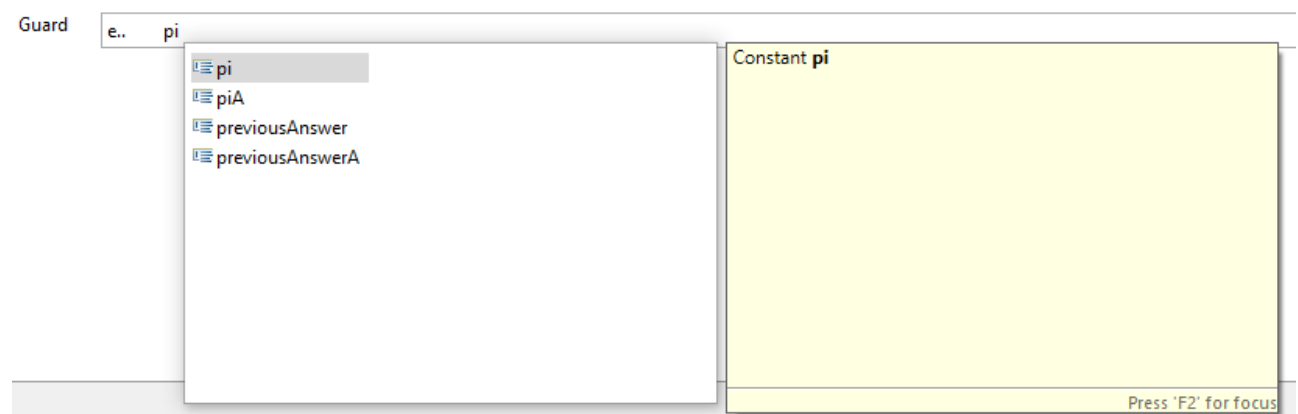 Guard
e.. pi
pi
piA
previousAnswer
previousAnswerA
Constant pi
Press 'F2' for focus